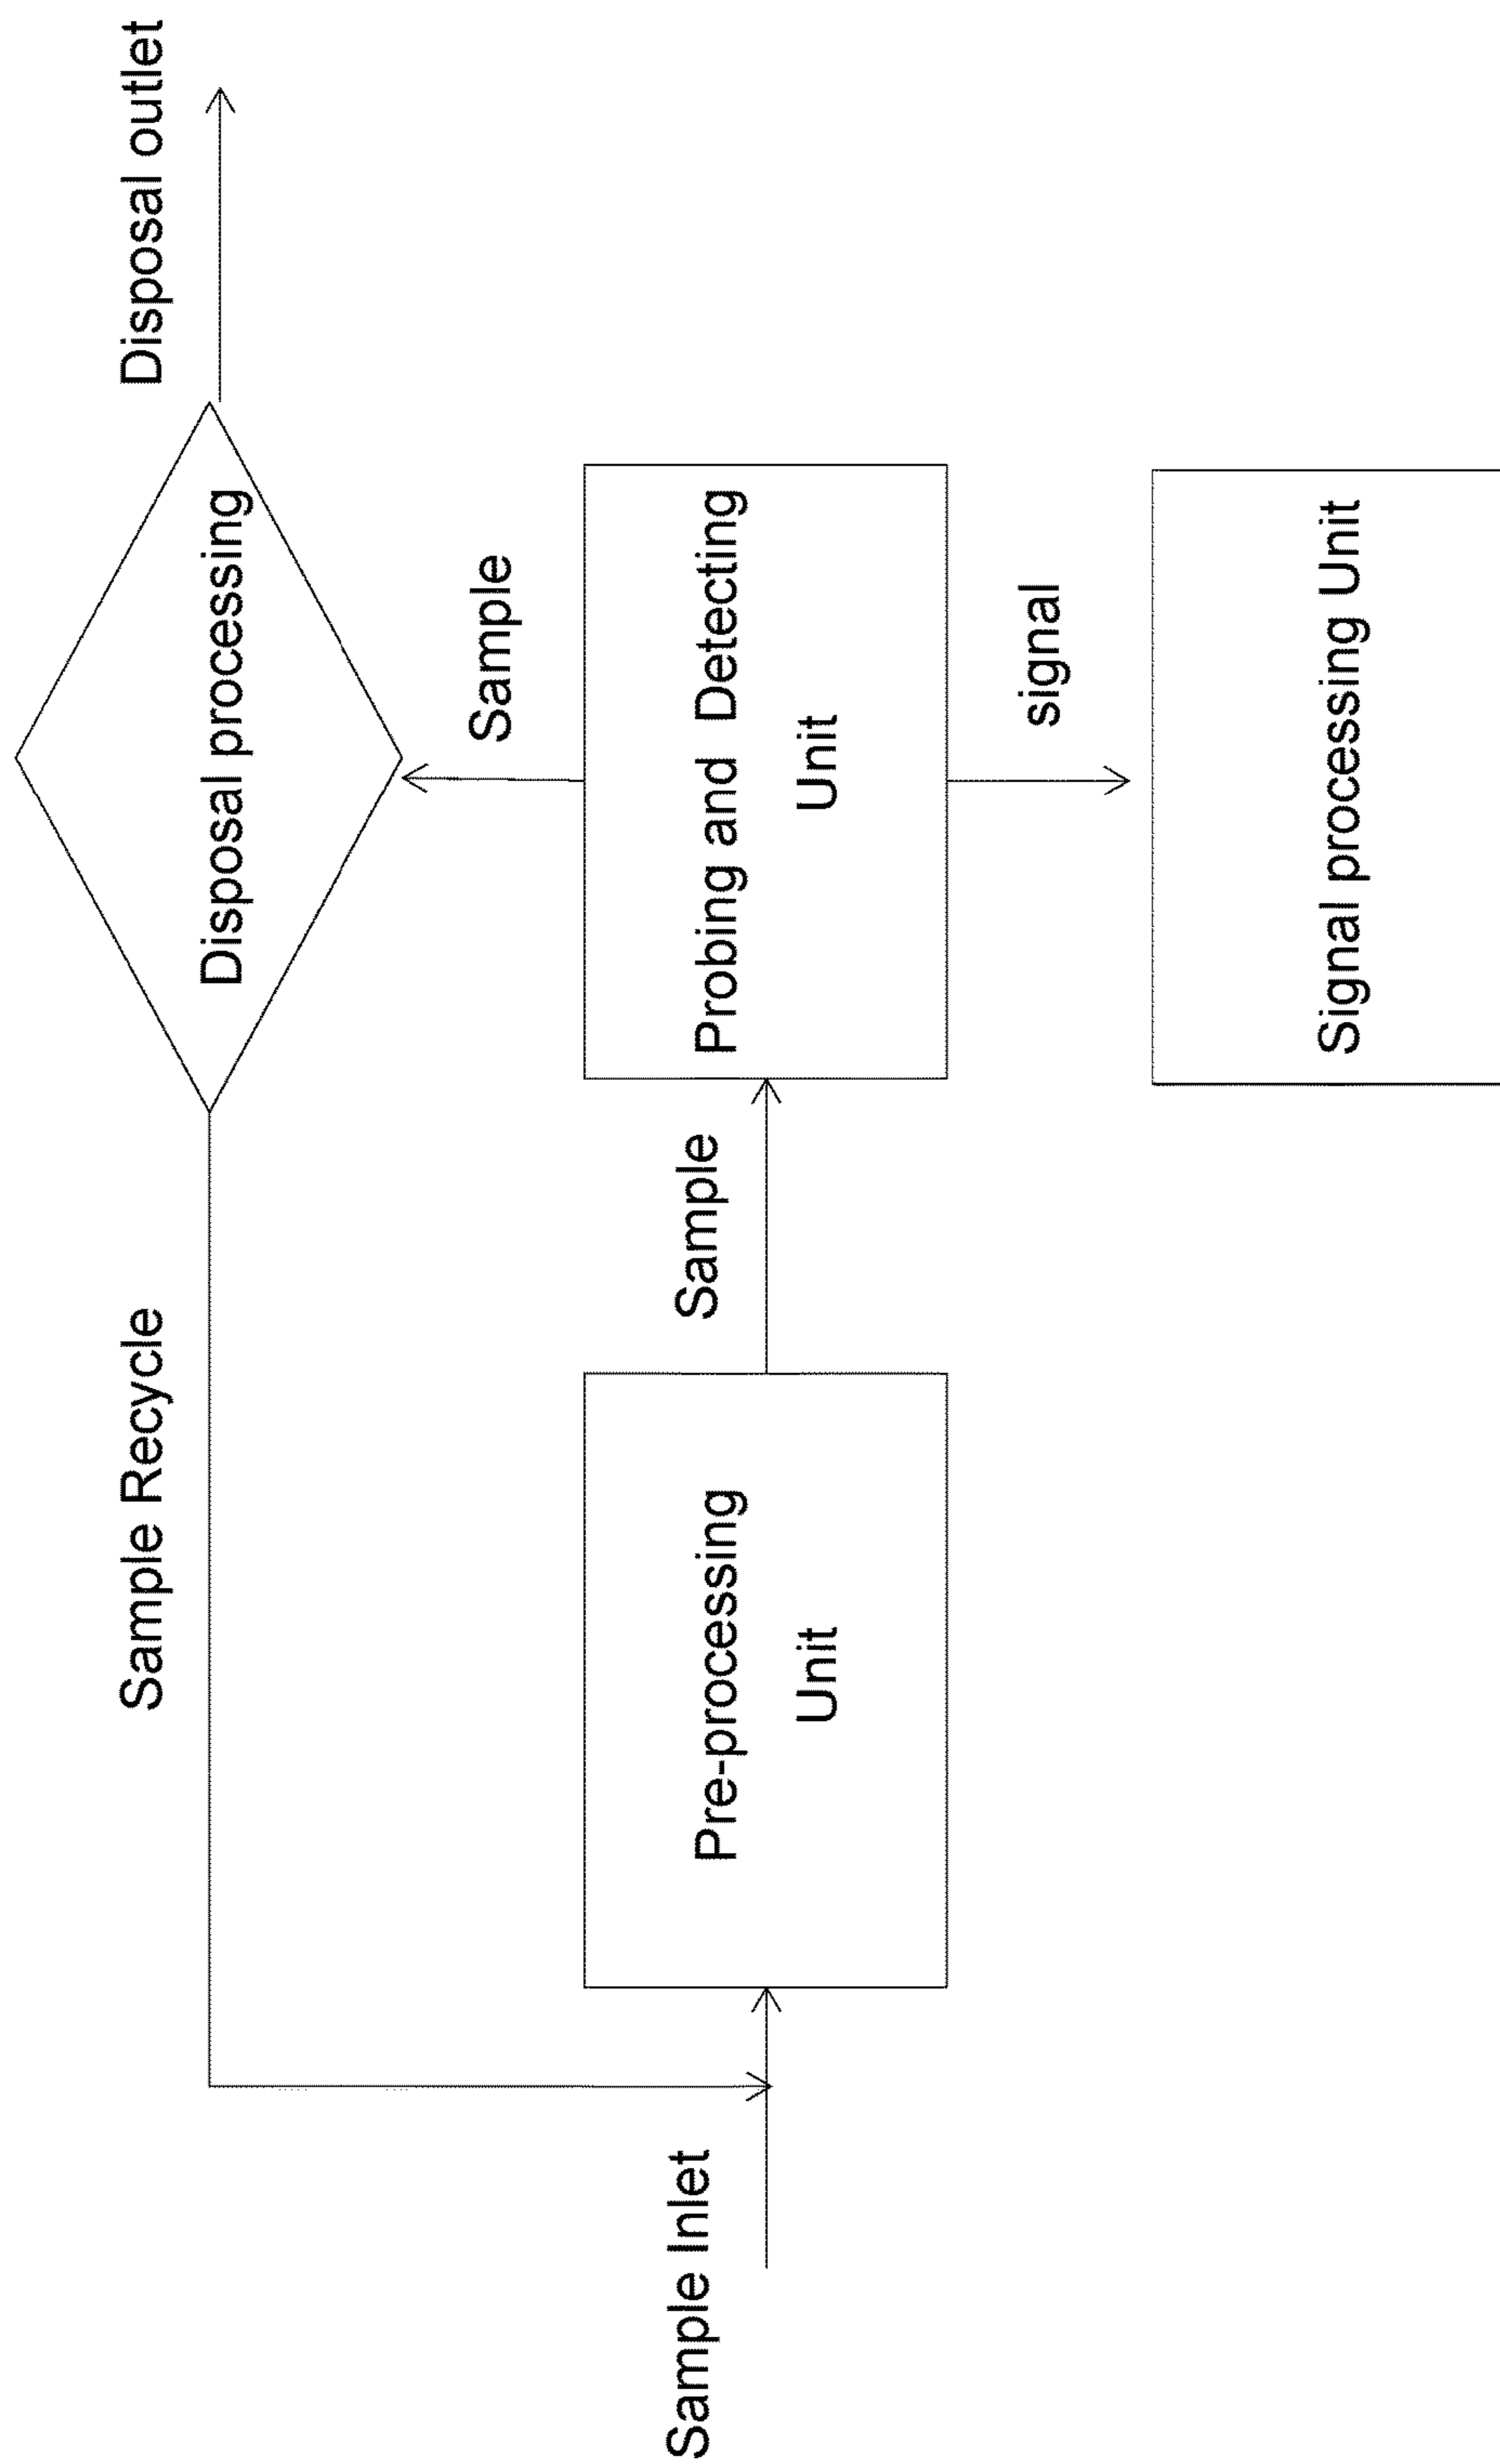 Sample Recycle
Disposal processing
Disposal outlet
Sample
Sample Inlet
Pre-processing
Unit
Sample
Probing and Detecting
Unit
signal
Signal processing Unit